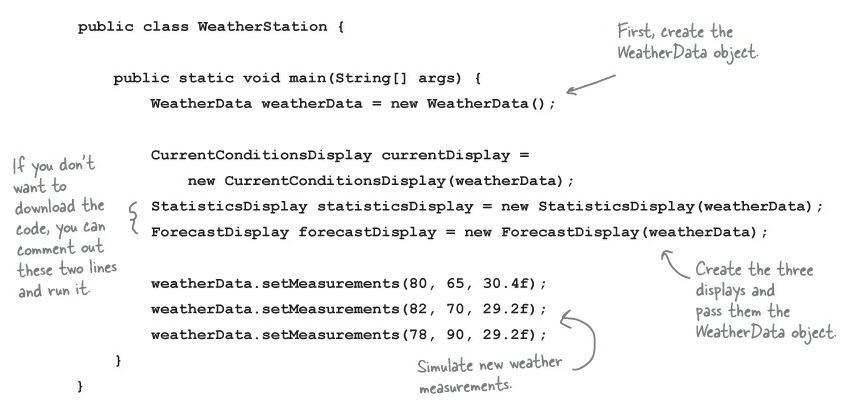 public class WeatherStation {
First, create the
WeatherData object.
public static void main(String[] args) {
WeatherData weatherData = new WeatherData();
CurrentConditionsDisplay currentDisplay =
new CurrentConditionsDisplay(weatherData);
StatisticsDisplay statisticsDisplay = new StatisticsDisplay(weatherData);
ForecastDisplay forecastDisplay = new ForecastDisplay(weatherData);
If you don't
want to
download the
code, you can
comment out
these two lines
and run it.
Create the three
displays and
pass them the
WeatherData object.
weatherData.setMeasurements(80, 65, 30.4f);
weatherData.setMeasurements(82, 70, 29.2f);
weatherData.setMeasurements(78, 90, 29.2f);
Simulate new weather
measurements.
}
}